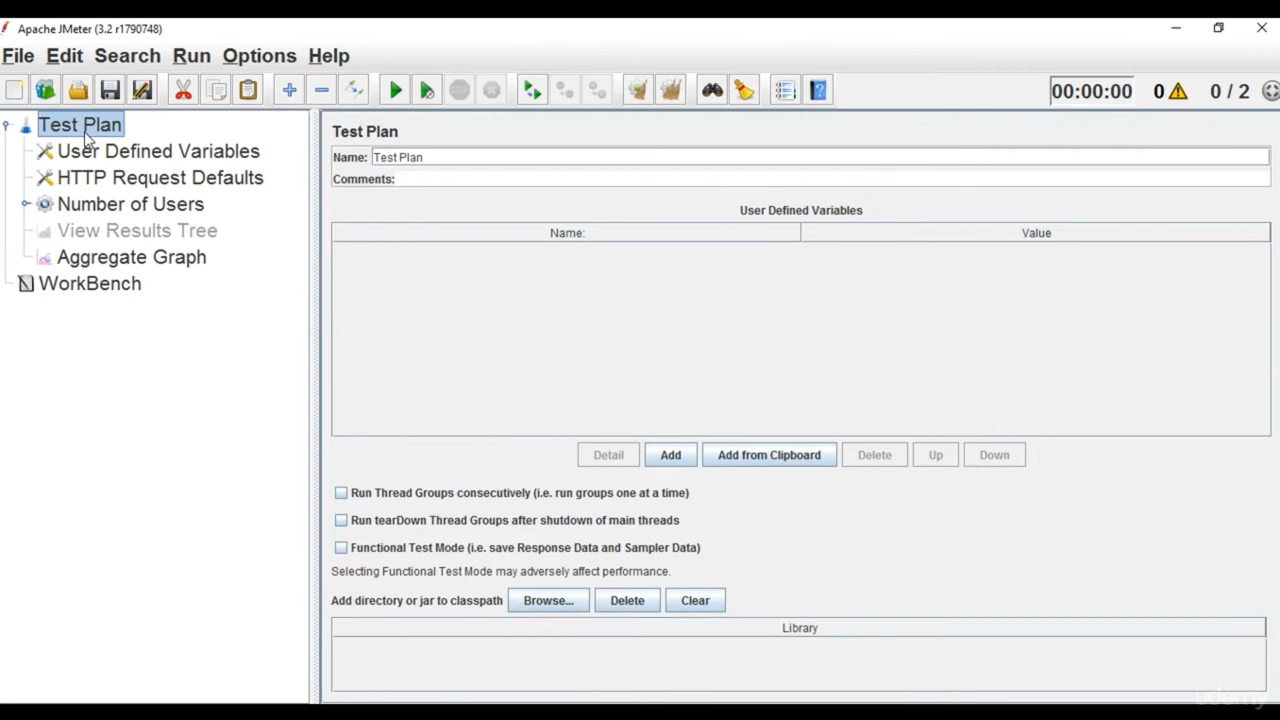 Apache JMeter (3.2 r1790748)
File Edit Search Run Options Help
00:00:00 0 0 / 2
Test Plan
User Defined Variables
HTTP Request Defaults
Number of Users
View Results Tree
Aggregate Graph
WorkBench
Test Plan
Name: Test Plan
Comments:
User Defined Variables
Name: Value
Detail Add Add from Clipboard Delete Up Down
Run Thread Groups consecutively (i.e. run groups one at a time)
Run tearDown Thread Groups after shutdown of main threads
Functional Test Mode (i.e. save Response Data and Sampler Data)
Selecting Functional Test Mode may adversely affect performance.
Add directory or jar to classpath Browse... Delete Clear
Library
udemy